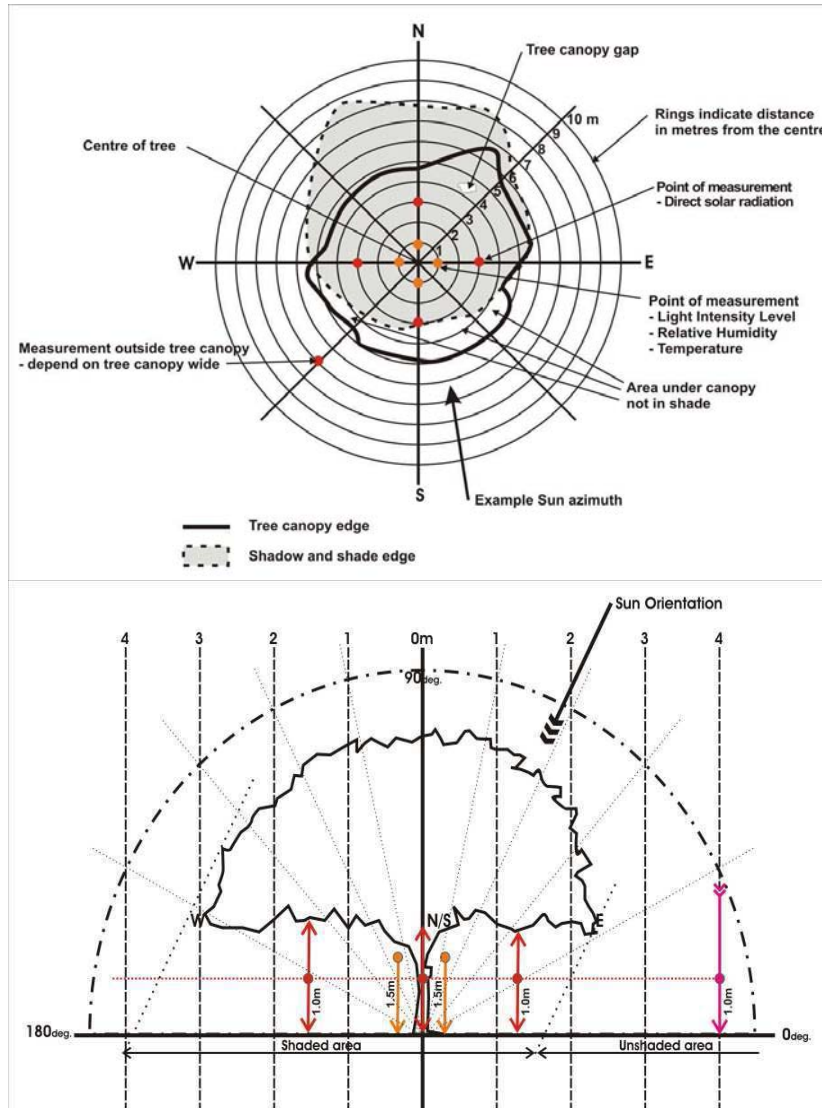 N
Tree canopy gap
10 m
9
8
7
6
5
4
3
2
1
Rings indicate distance
in metres from the centre
Centre of tree
Point of measurement
- Direct solar radiation
W
E
Point of measurement
- Light Intensity Level
- Relative Humidity
- Temperature
Measurement outside tree canopy
- depend on tree canopy wide
Area under canopy
not in shade
S
Example Sun azimuth
Tree canopy edge
Shadow and shade edge
Sun Orientation
4 3 2 1 0m 1 2 3 4
90deg.
W N/S E
1.0m 1.5m 1.5m 1.0m 1.0m
180deg. 0deg.
Shaded area Unshaded area